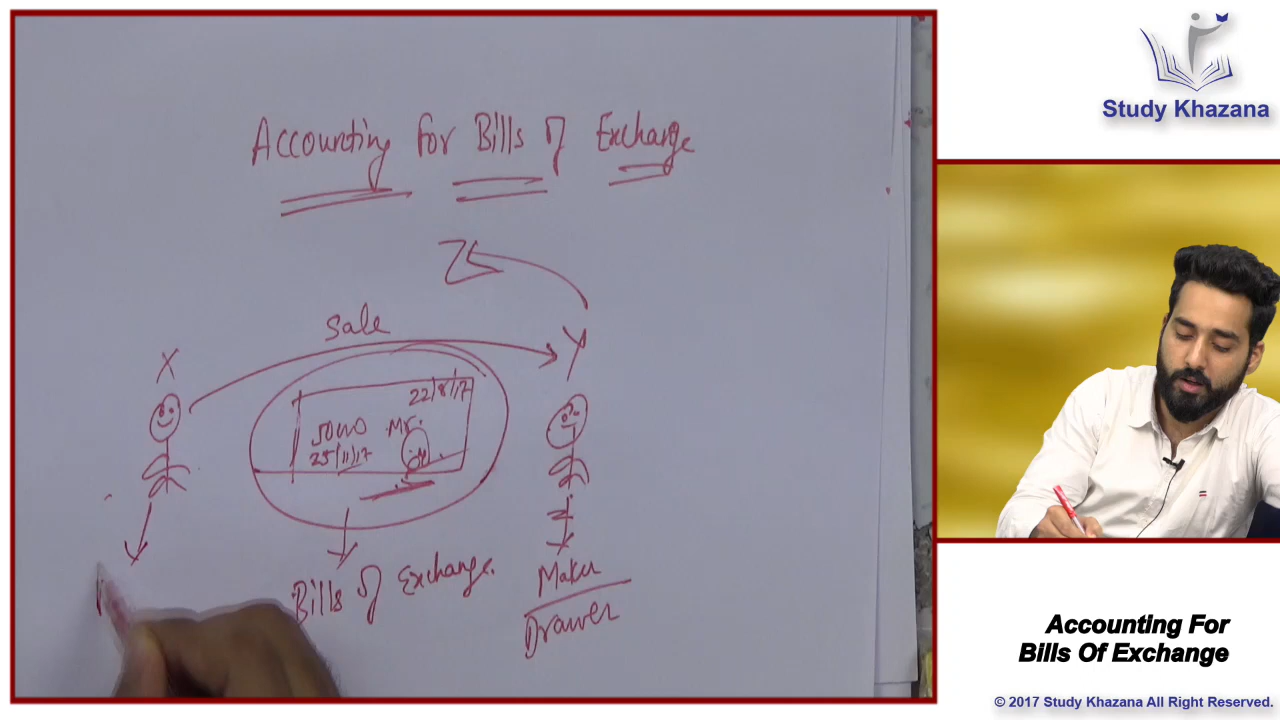 Study Khazana
Accounting For Bills Of Exchange
Sale
X
Y
22/8/17
Mr.
25/11/17
Bills Of Exchange.
Maker
Drawer
Accounting For
Bills Of Exchange
© 2017 Study Khazana All Right Reserved.